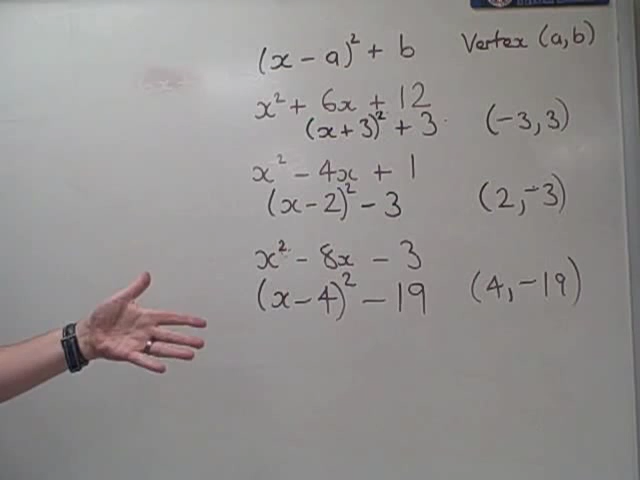 (x - a)² + b Vertex (a,b)
x² + 6x + 12
(x+3)² + 3 (-3, 3)
x² - 4x + 1
(x-2)² - 3 (2,-3)
x² - 8x - 3
(x-4)² - 19 (4,-19)